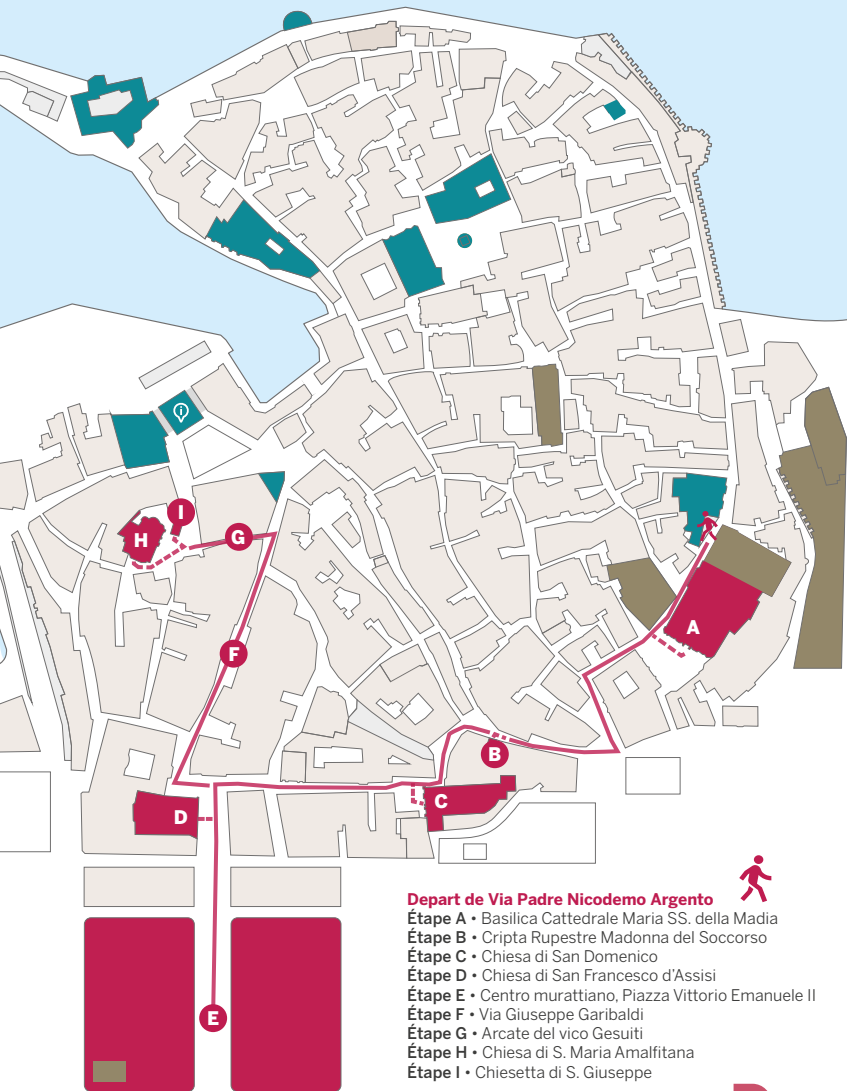 i
I
H
G
F
A
B
C
D
E
Depart de Via Padre Nicodemo Argento
Étape A • Basilica Cattedrale Maria SS. della Madia
Étape B • Cripta Rupestre Madonna del Soccorso
Étape C • Chiesa di San Domenico
Étape D • Chiesa di San Francesco d'Assisi
Étape E • Centro murattiano, Piazza Vittorio Emanuele II
Étape F • Via Giuseppe Garibaldi
Étape G • Arcate del vico Gesuiti
Étape H • Chiesa di S. Maria Amalfitana
Étape I • Chiesetta di S. Giuseppe